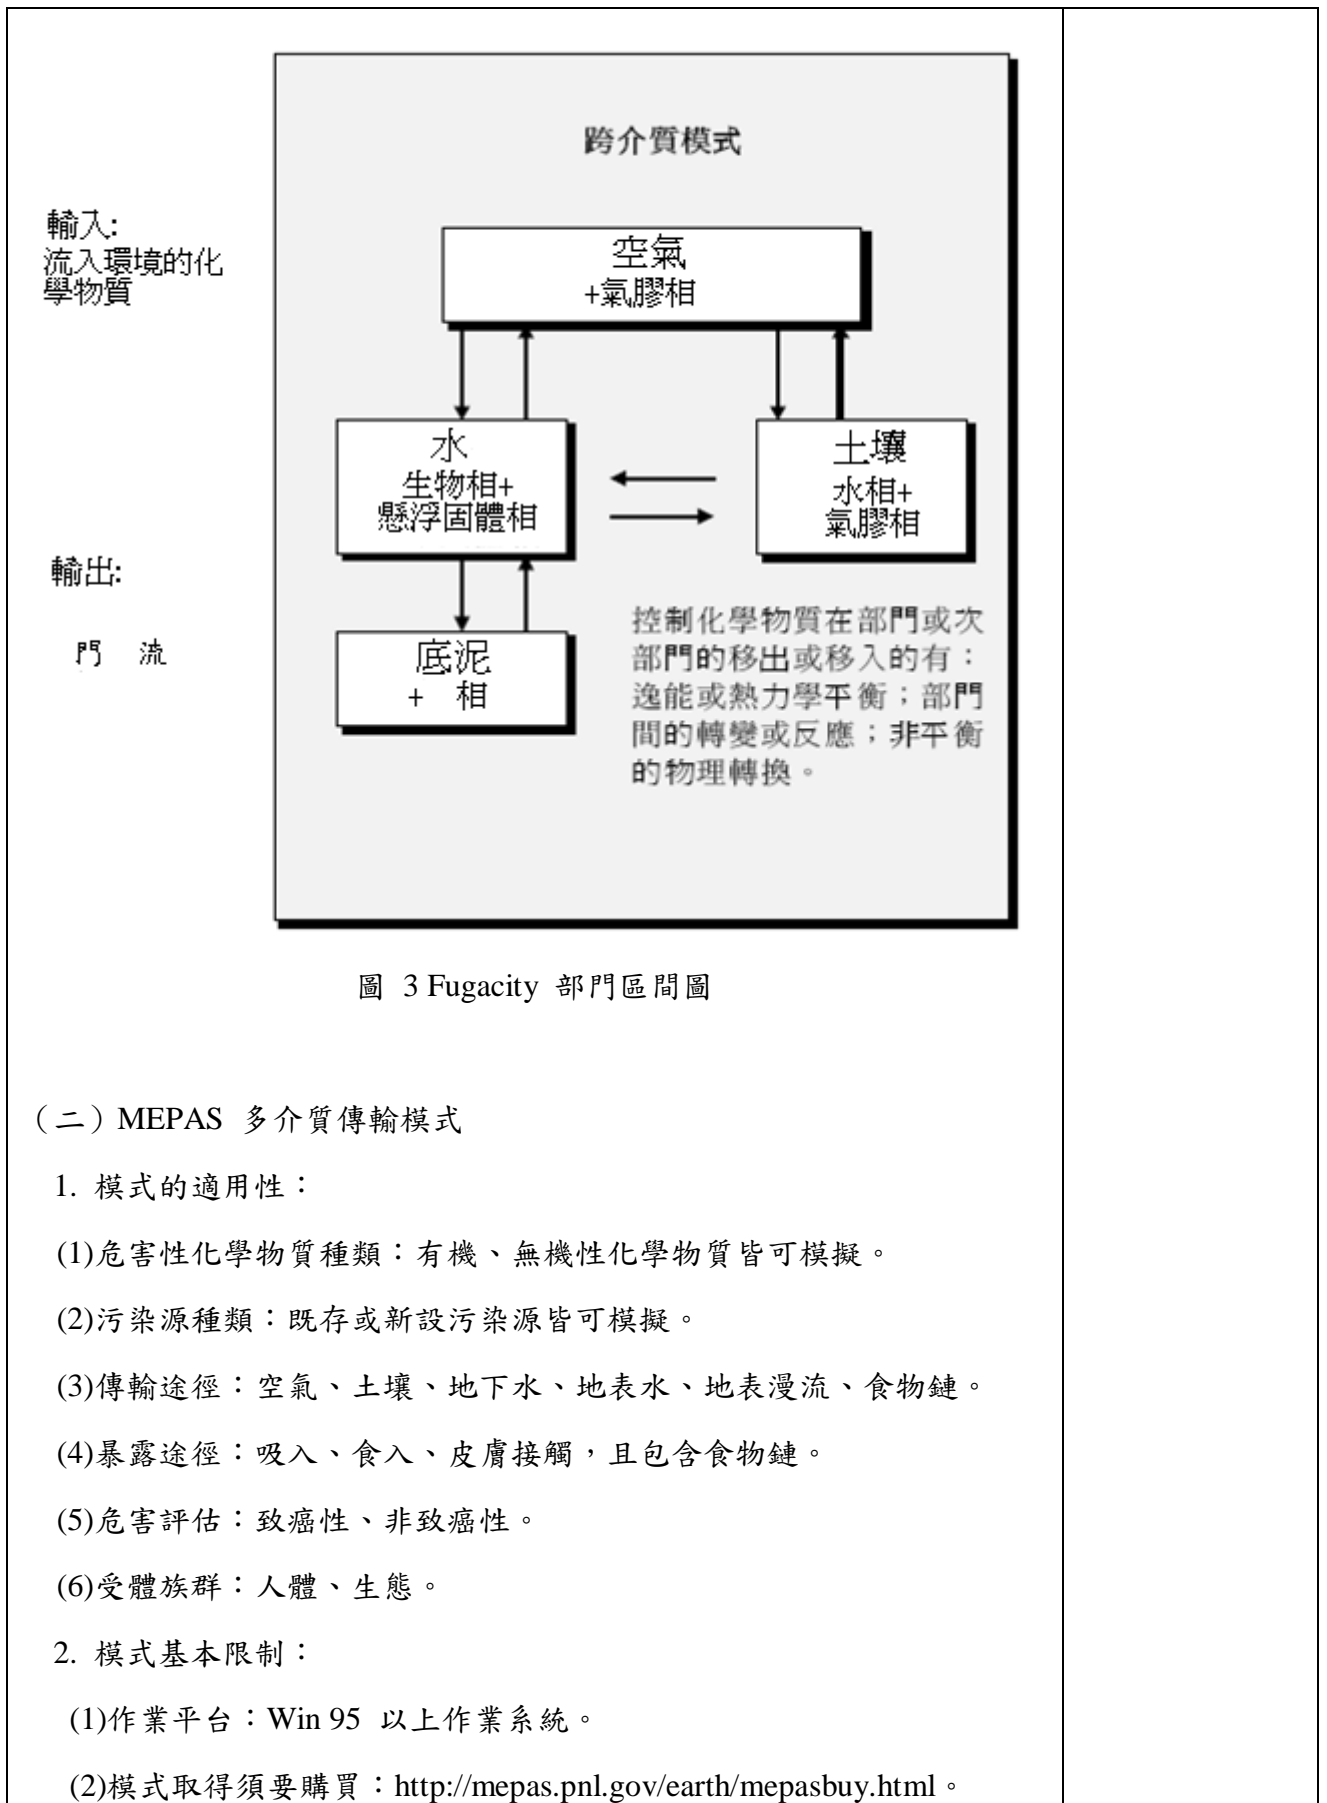 跨介質模式
輸入:
流入環境的化
學物質
空氣
+氣膠相
水
生物相+
懸浮固體相
土壤
水相+
氣膠相
輸出:
門 流
底泥
+ 相
控制化學物質在部門或次
部門的移出或移入的有：
逸能或熱力學平衡；部門
間的轉變或反應；非平衡
的物理轉換。
圖 3 Fugacity 部門區間圖
（二）MEPAS 多介質傳輸模式
1. 模式的適用性：
(1)危害性化學物質種類：有機、無機性化學物質皆可模擬。
(2)污染源種類：既存或新設污染源皆可模擬。
(3)傳輸途徑：空氣、土壤、地下水、地表水、地表漫流、食物鏈。
(4)暴露途徑：吸入、食入、皮膚接觸，且包含食物鏈。
(5)危害評估：致癌性、非致癌性。
(6)受體族群：人體、生態。
2. 模式基本限制：
(1)作業平台：Win 95 以上作業系統。
(2)模式取得須要購買：http://mepas.pnl.gov/earth/mepasbuy.html。